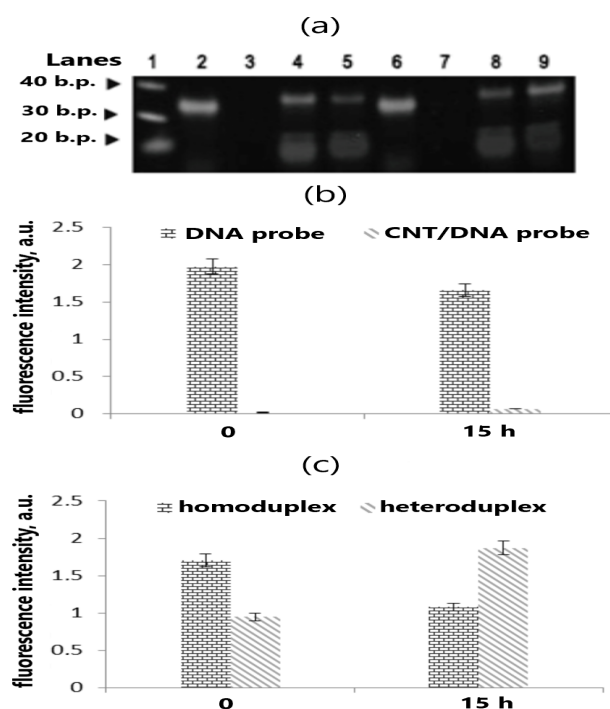 (a)
Lanes 1 2 3 4 5 6 7 8 9
40 b.p.
30 b.p.
20 b.p.
(b)
fluorescence intensity, a.u.
2.5
DNA probe CNT/DNA probe
2
1.5
1
0.5
0
0 15 h
(c)
fluorescence intensity, a.u.
2.5
homoduplex heteroduplex
2
1.5
1
0.5
0
0 15 h